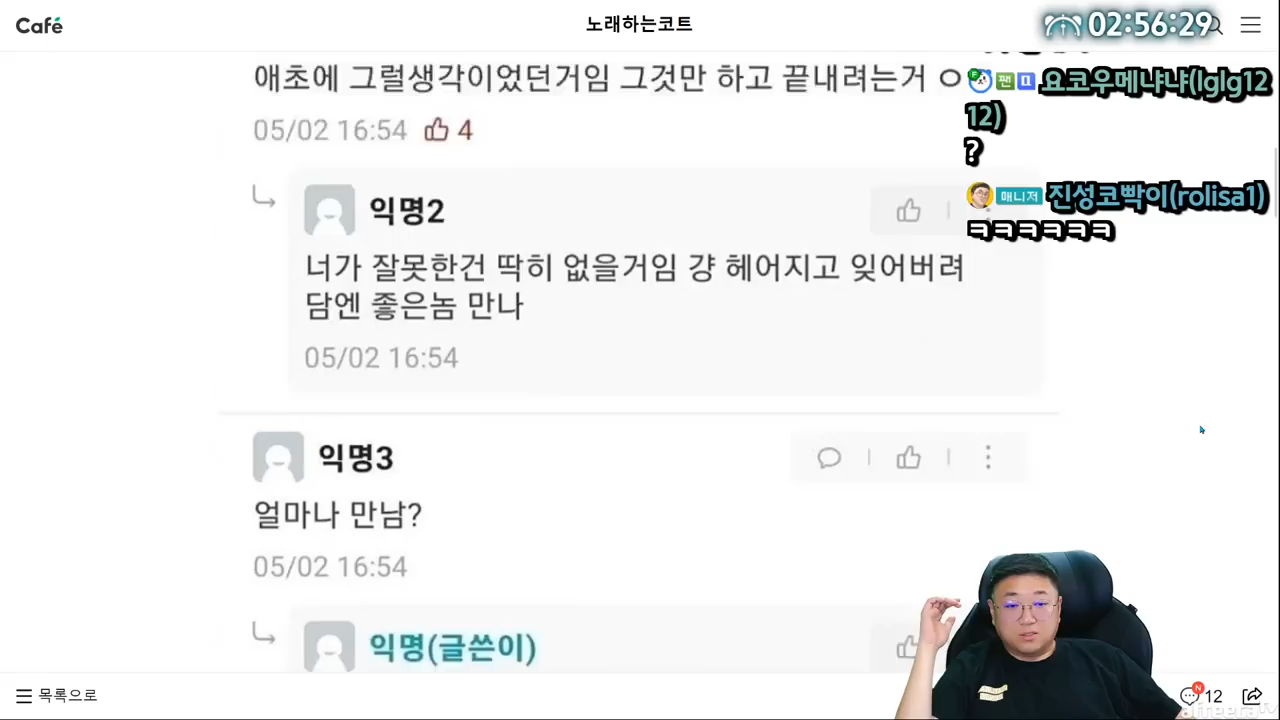 Café
노래하는코트
02:56:29
애초에 그럴생각이었던거임 그것만 하고 끝내려는거 ㅇ
05/02 16:54 4
요코우메냐냐(lglg12
12)
?
매니저 진성코빡이(rolisa1)
ㅋㅋㅋㅋㅋㅋ
익명2
너가 잘못한건 딱히 없을거임 걍 헤어지고 잊어버려
담엔 좋은놈 만나
05/02 16:54
익명3
얼마나 만남?
05/02 16:54
익명(글쓴이)
목록으로
N
12
afreecaTV